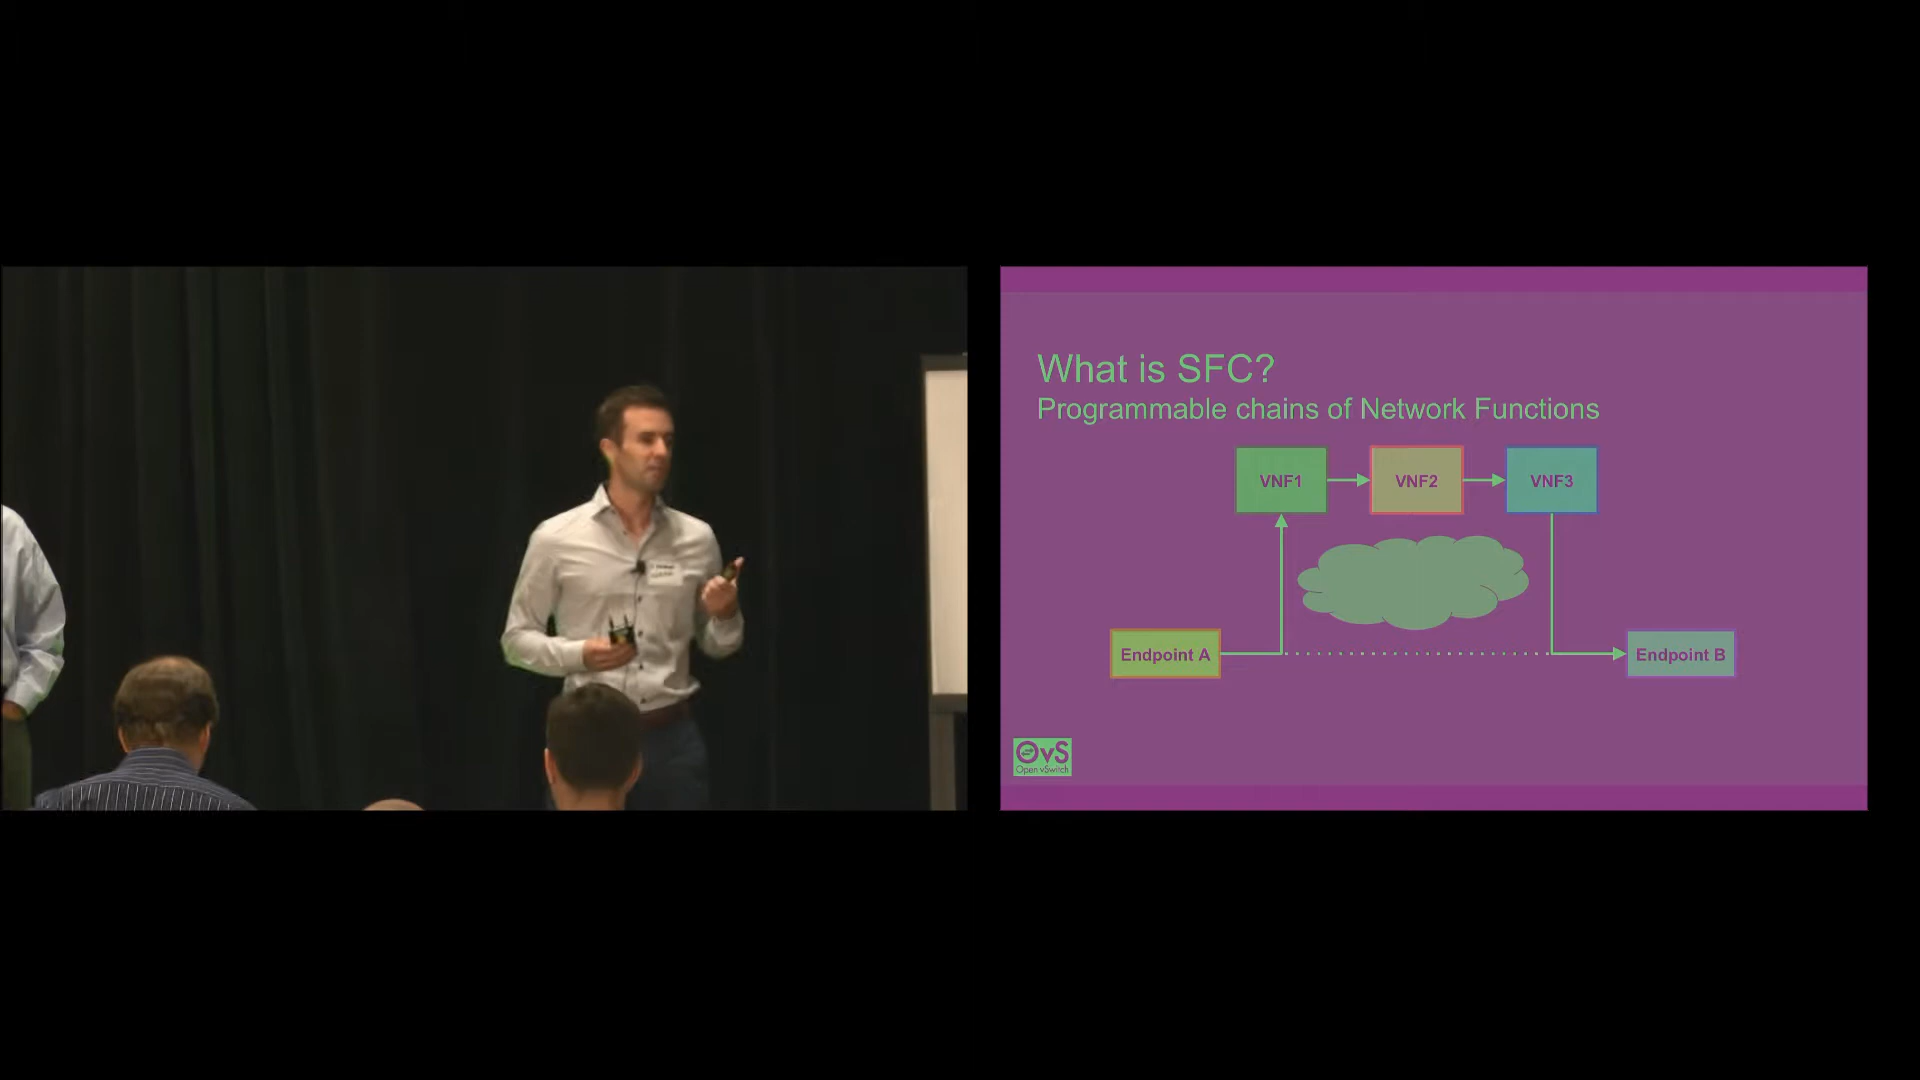 What is SFC?
Programmable chains of Network Functions
VNF1
VNF2
VNF3
Endpoint A
Endpoint B
OvS
Open vSwitch